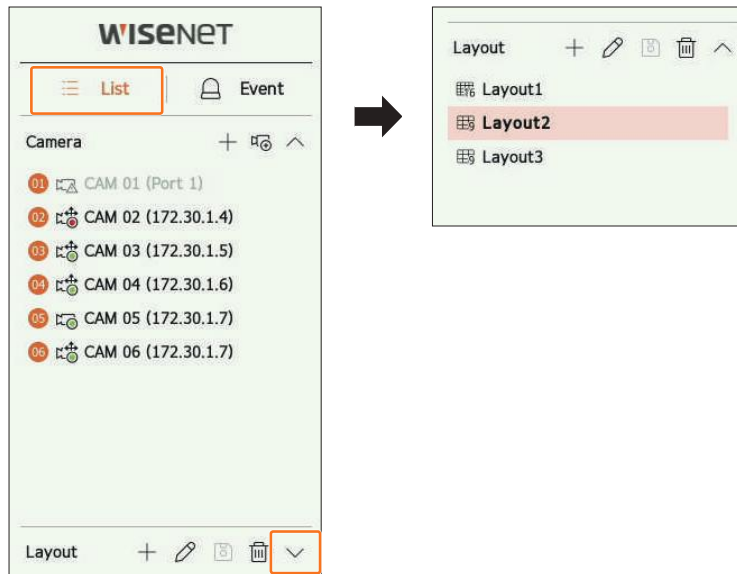 WISENET
List Event
Camera
01 CAM 01 (Port 1)
02 CAM 02 (172.30.1.4)
03 CAM 03 (172.30.1.5)
04 CAM 04 (172.30.1.6)
05 CAM 05 (172.30.1.7)
06 CAM 06 (172.30.1.7)
Layout
Layout
Layout1
Layout2
Layout3